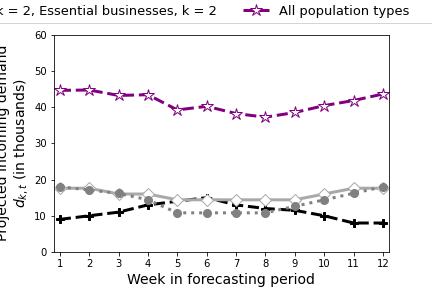 k = 2, Essential businesses, k = 2 All population types
Projected incoming demand
d_{k,t} (in thousands)
60
50
40
30
20
10
0
1 2 3 4 5 6 7 8 9 10 11 12
Week in forecasting period